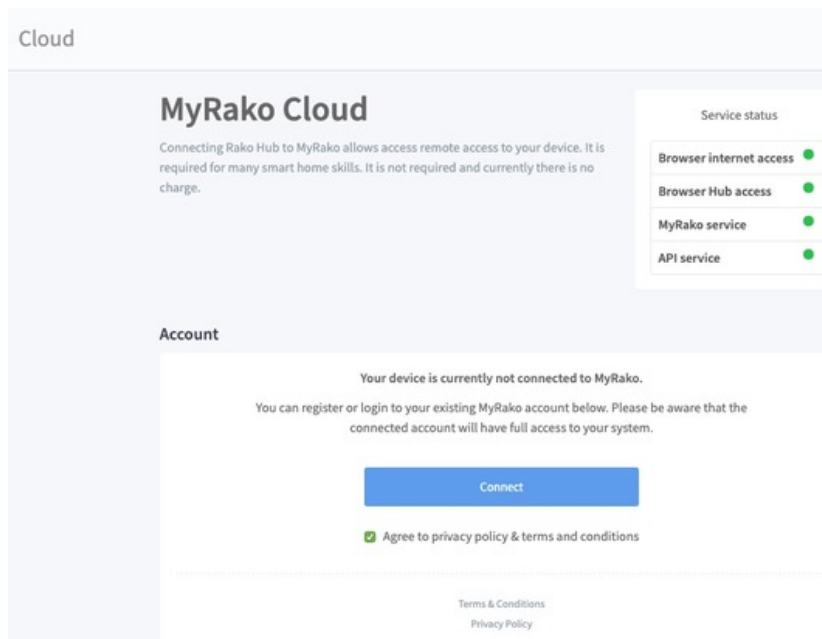 Cloud
MyRako Cloud
Connecting Rako Hub to MyRako allows access remote access to your device. It is
required for many smart home skills. It is not required and currently there is no
charge.
Service status
Browser internet access
Browser Hub access
MyRako service
API service
Account
Your device is currently not connected to MyRako.
You can register or login to your existing MyRako account below. Please be aware that the
connected account will have full access to your system.
Connect
Agree to privacy policy & terms and conditions
Terms & Conditions
Privacy Policy